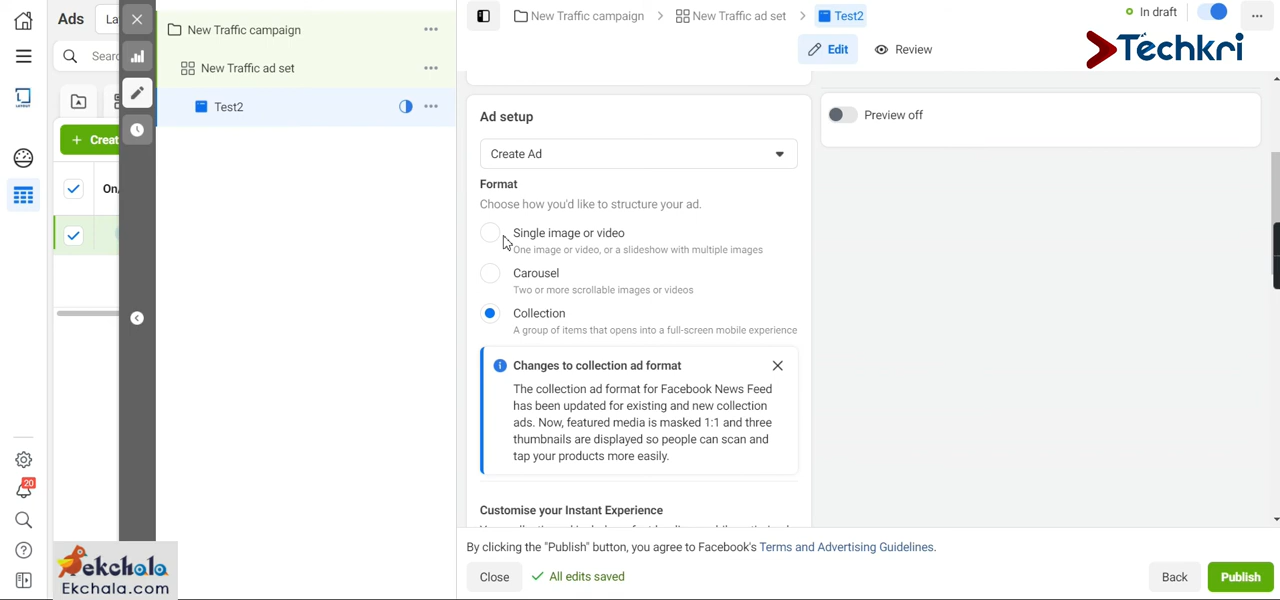 Ads
La
Searc
+ Creat
On/
20
New Traffic campaign
New Traffic ad set
Test2
New Traffic campaign > New Traffic ad set > Test2
In draft
Edit
Review
Techkri
Ad setup
Create Ad
Format
Choose how you'd like to structure your ad.
Single image or video
One image or video, or a slideshow with multiple images
Carousel
Two or more scrollable images or videos
Collection
A group of items that opens into a full-screen mobile experience
Changes to collection ad format
The collection ad format for Facebook News Feed
has been updated for existing and new collection
ads. Now, featured media is masked 1:1 and three
thumbnails are displayed so people can scan and
tap your products more easily.
Customise your Instant Experience
Preview off
By clicking the "Publish" button, you agree to Facebook's Terms and Advertising Guidelines.
Close
All edits saved
Back
Publish
ekchala
Ekchala.com